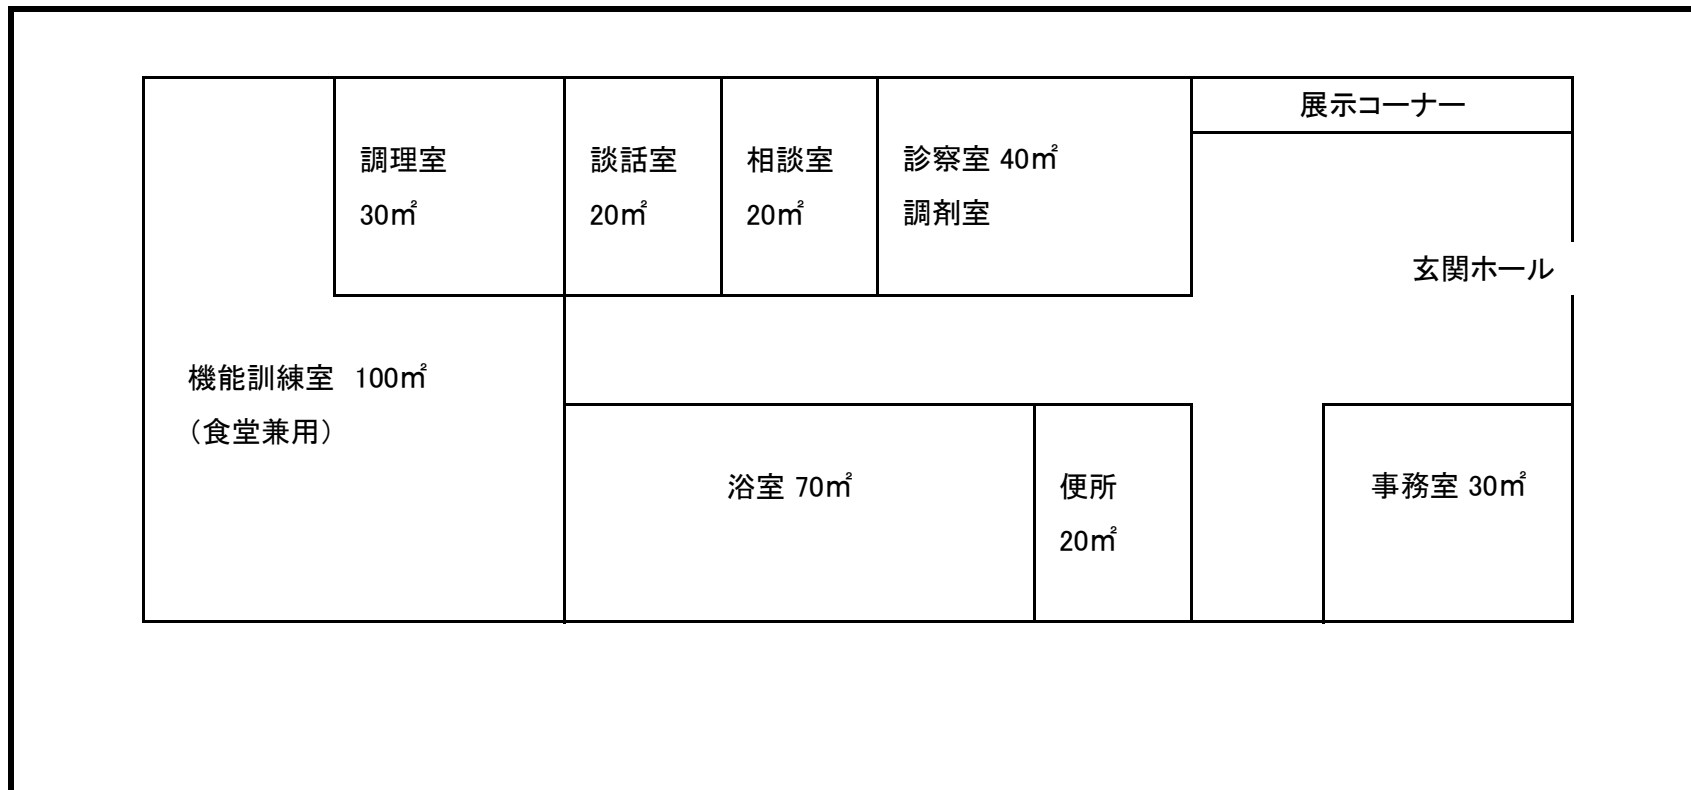 展示コーナー
調理室
30㎡
談話室
20㎡
相談室
20㎡
診察室 40㎡
調剤室
玄関ホール
機能訓練室　100㎡
（食堂兼用）
浴室 70㎡
便所
20㎡
事務室 30㎡